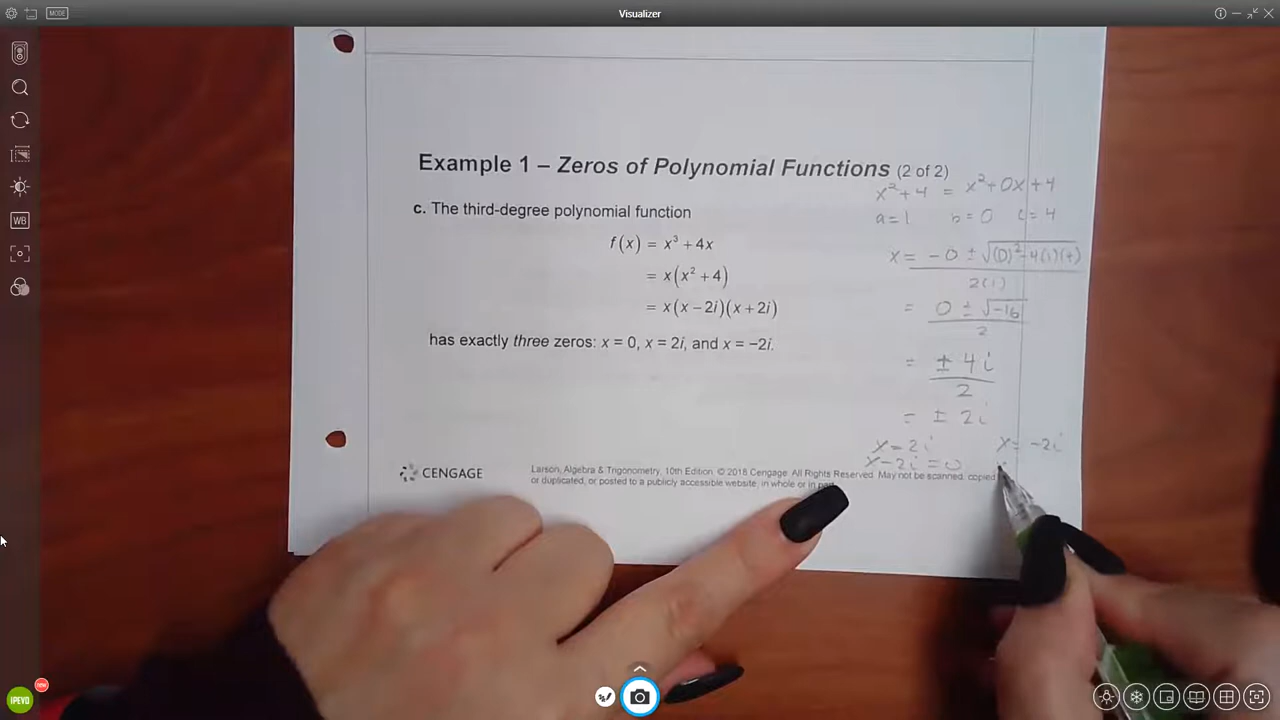 MODE
Visualizer
Example 1 – Zeros of Polynomial Functions (2 of 2)
c. The third-degree polynomial function
f(x) = x³ + 4x
= x(x² + 4)
= x(x – 2i)(x + 2i)
has exactly three zeros: x = 0, x = 2i, and x = –2i.
x²+4 = x²+0x+4
a=1 b=0 c=4
x = -0 ± √(0)²-4(1)(4)
2(1)
= 0 ± √-16
2
= ± 4i
2
= ± 2i
x=2i x= -2i
x-2i=0
CENGAGE
Larson, Algebra & Trigonometry, 10th Edition. © 2018 Cengage. All Rights Reserved. May not be scanned, copied
or duplicated, or posted to a publicly accessible website, in whole or in part.
WB
IPEVO
new